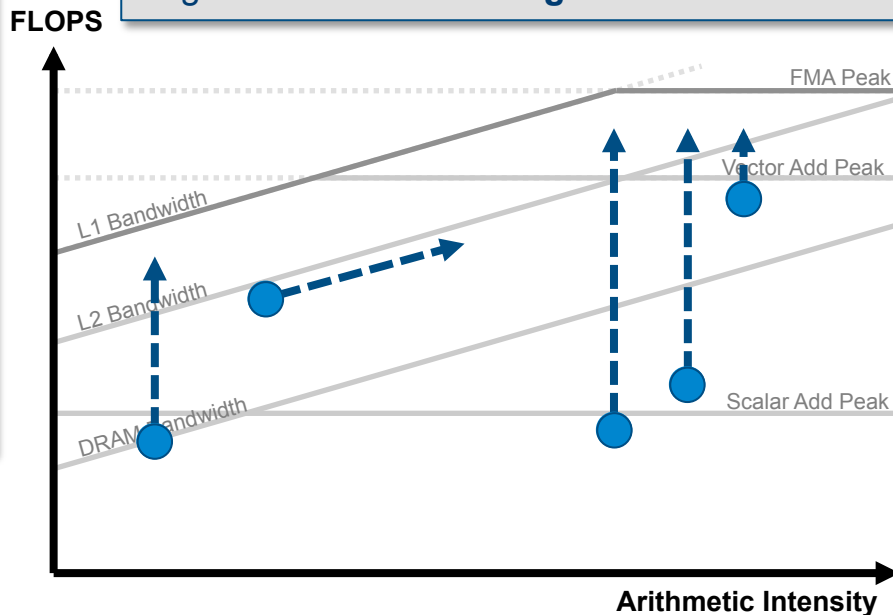 FLOPS
FMA Peak
Vector Add Peak
L1 Bandwidth
L2 Bandwidth
DRAM Bandwidth
Scalar Add Peak
Arithmetic Intensity